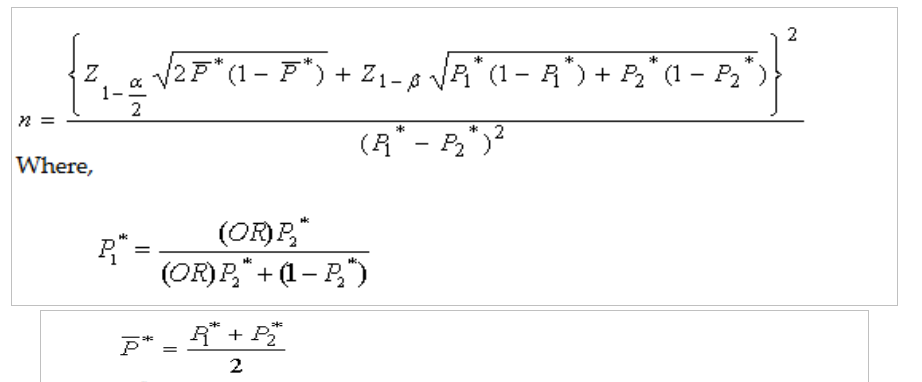 n = { Z_{1-α/2} √(2P̅*(1 − P̅*)) + Z_{1−β} √(P₁*(1 − P₁*) + P₂*(1 − P₂*)) }² / (P₁* − P₂*)²
Where,
P₁* = (OR)P₂* / ((OR)P₂* + (1 − P₂*))
P̅* = (P₁* + P₂*) / 2